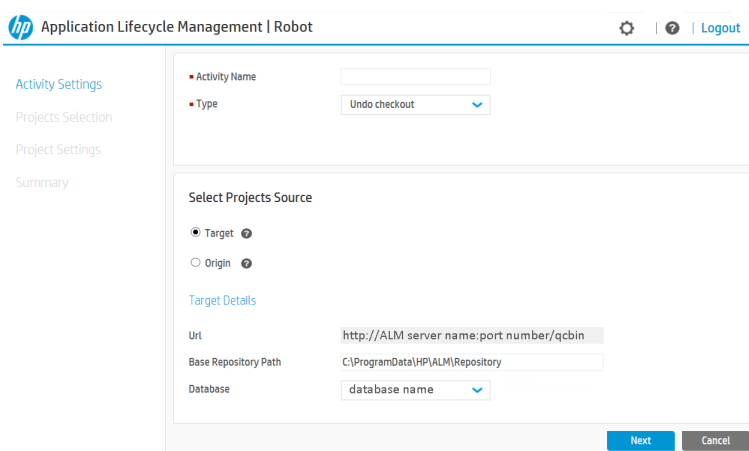 hp Application Lifecycle Management | Robot
? | Logout
Activity Settings
Projects Selection
Project Settings
Summary
Activity Name
Type Undo checkout
Select Projects Source
Target ?
Origin ?
Target Details
Url http://ALM server name:port number/qcbin
Base Repository Path C:\ProgramData\HP\ALM\Repository
Database database name
Next Cancel